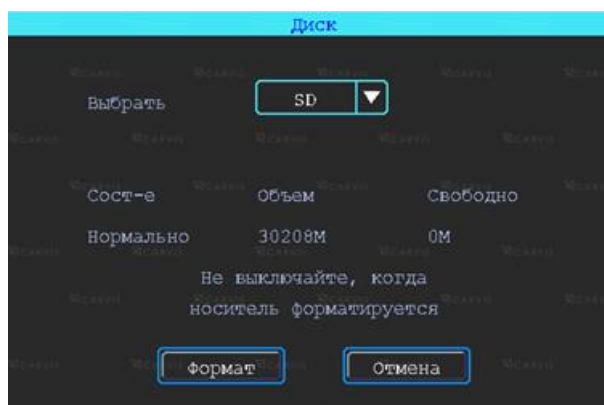 Диск
Выбрать SD
Сост-е Объем Свободно
Нормально 30208M 0M
Не выключайте, когда
носитель форматируется
Формат Отмена